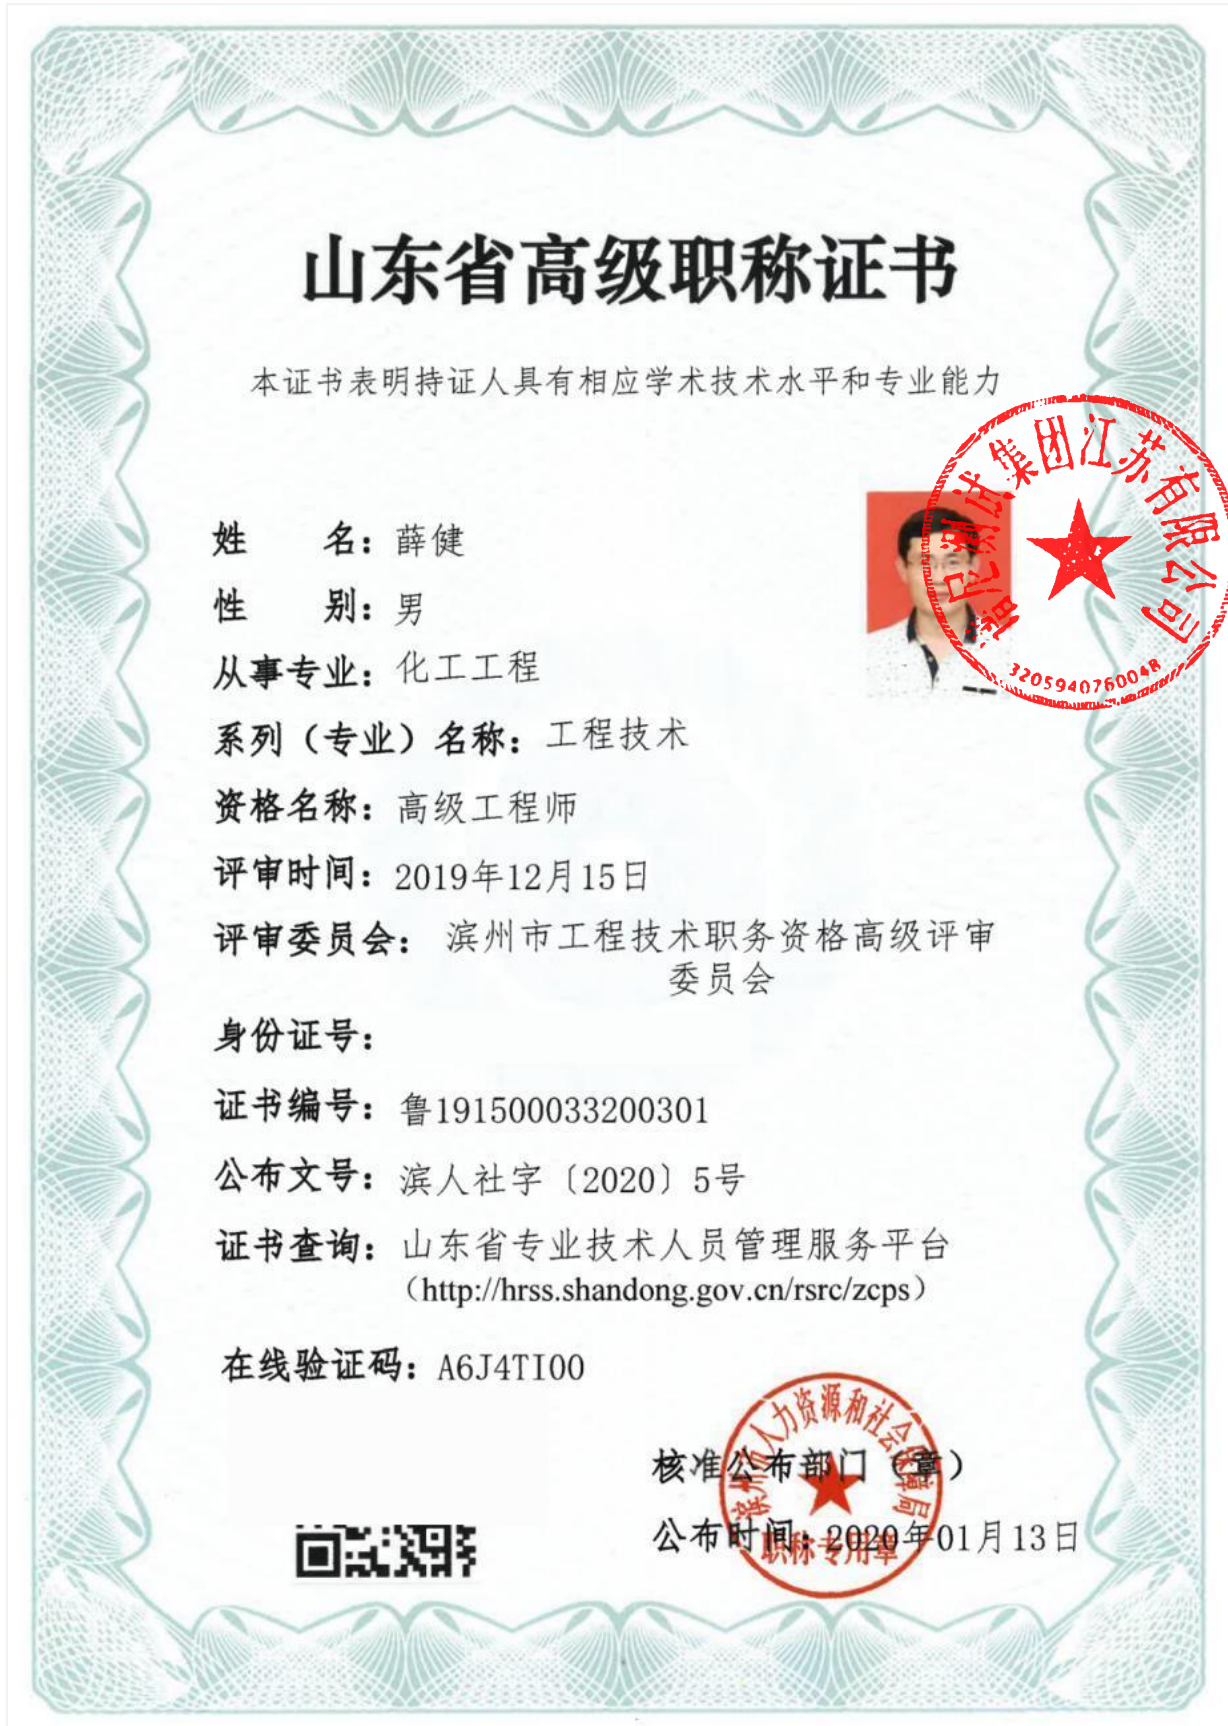 山东省高级职称证书
本证书表明持证人具有相应学术技术水平和专业能力
姓　　名：薛健
性　　别：男
从事专业：化工工程
系列（专业）名称：工程技术
资格名称：高级工程师
评审时间：2019年12月15日
评审委员会：滨州市工程技术职务资格高级评审
委员会
身份证号：
证书编号：鲁191500033200301
公布文号：滨人社字〔2020〕5号
证书查询：山东省专业技术人员管理服务平台
（http://hrss.shandong.gov.cn/rsrc/zcps）
在线验证码：A6J4TI00
核准公布部门（章）
公布时间：2020年01月13日
滨州市人力资源和社会保障局
职称专用章
测试集团江苏有限公司
3205940760048